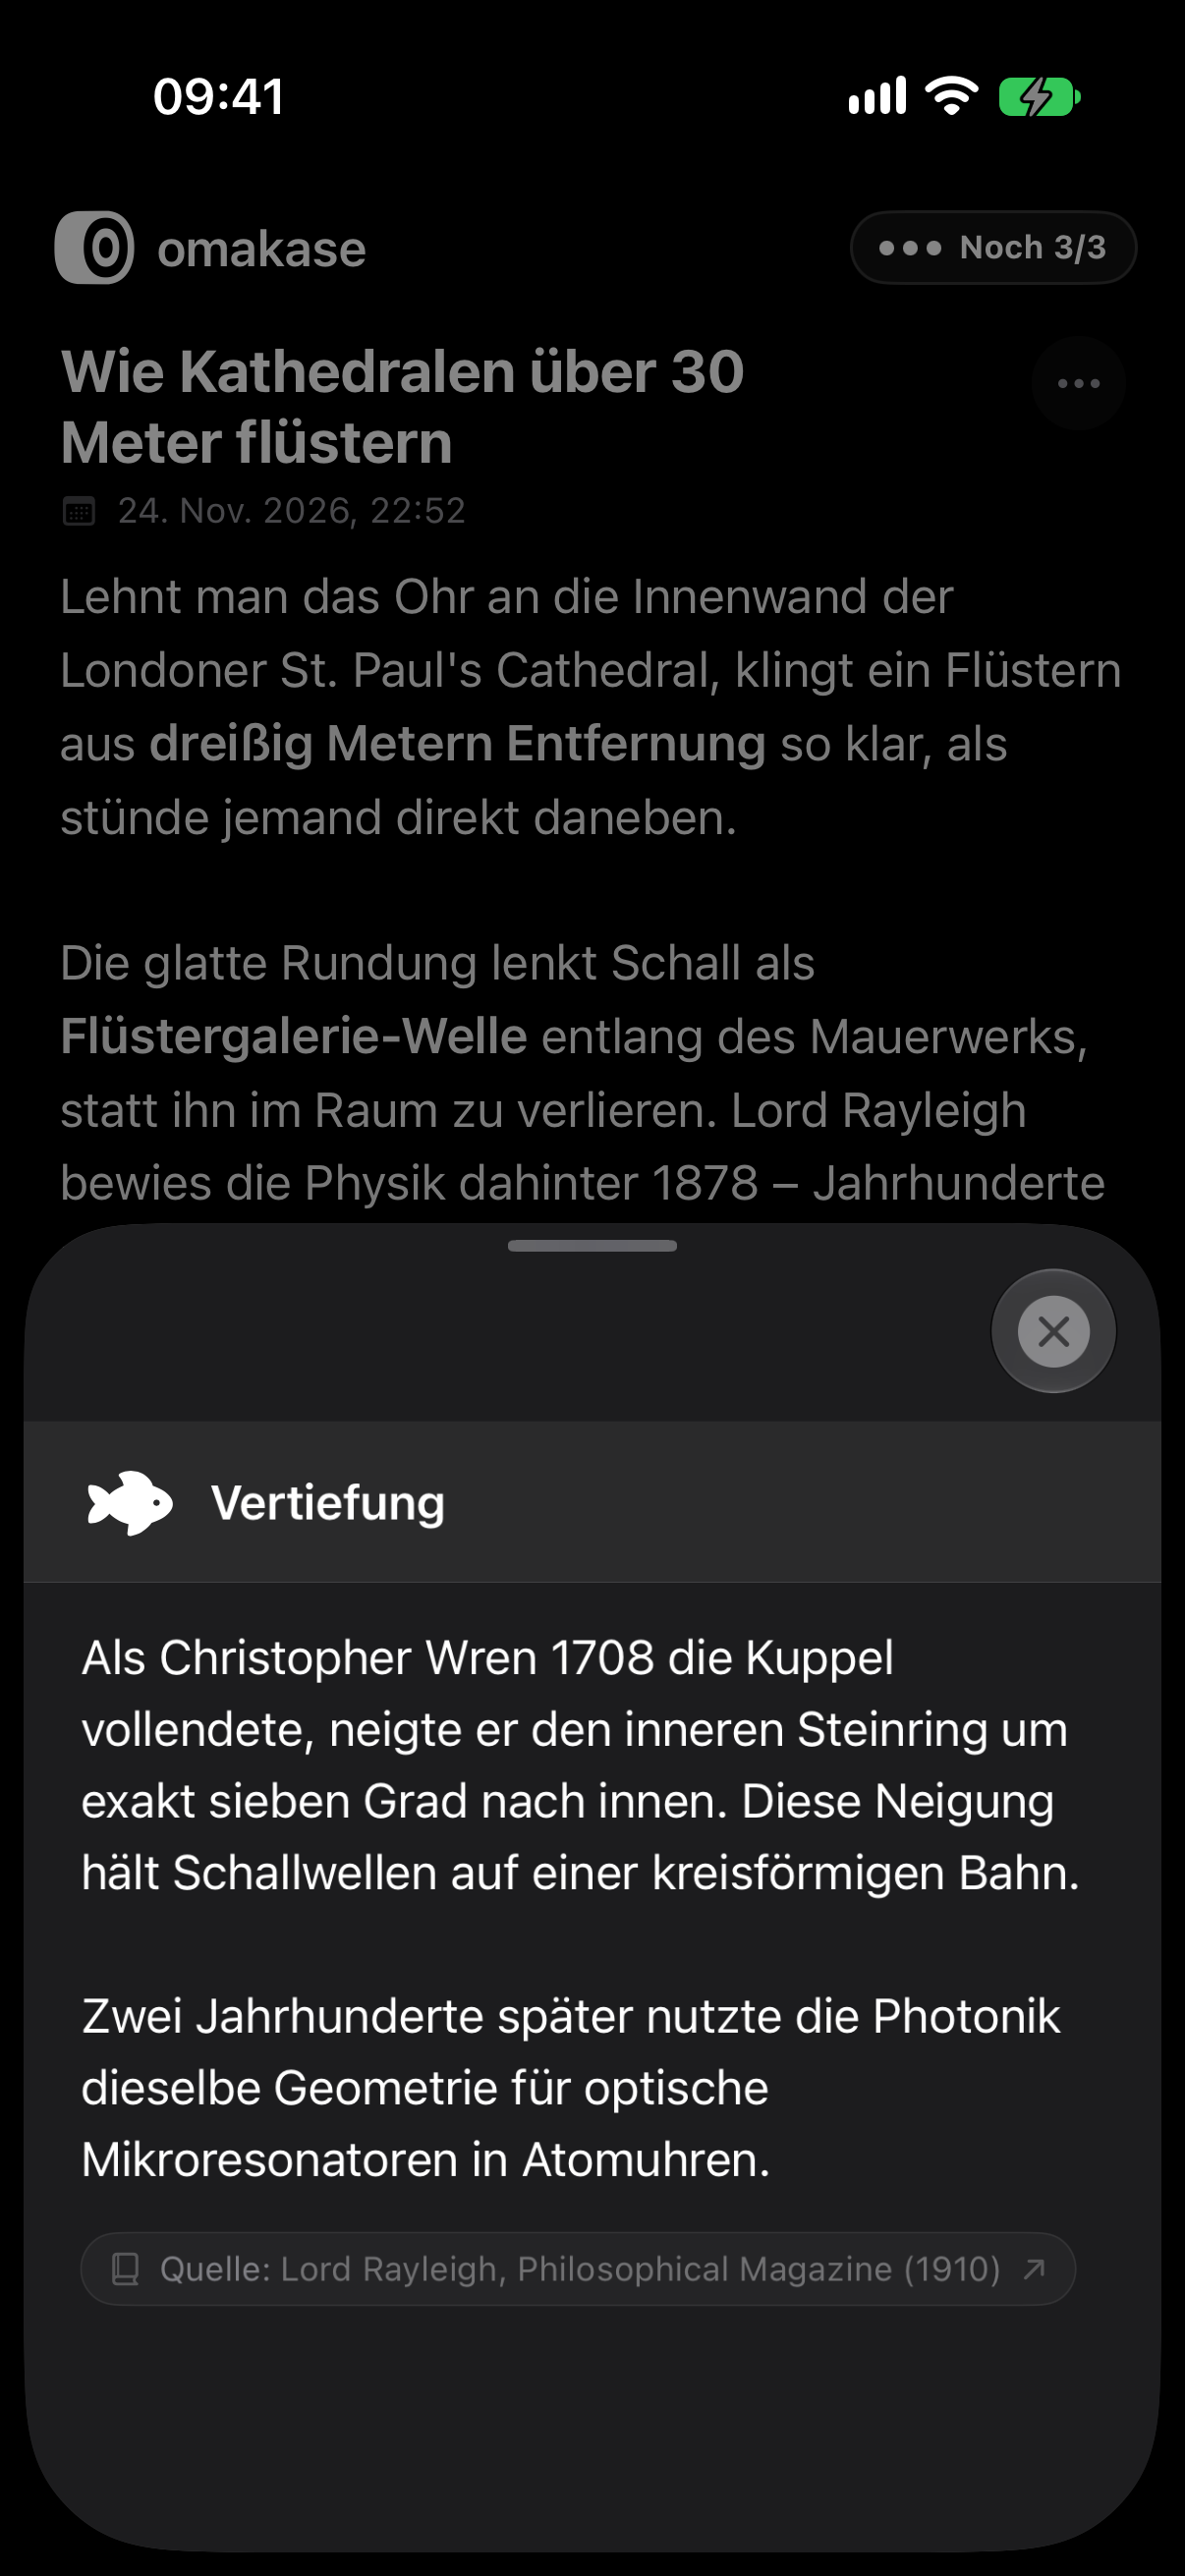 09:41
omakase
Noch 3/3
Wie Kathedralen über 30
Meter flüstern
24. Nov. 2026, 22:52
Lehnt man das Ohr an die Innenwand der
Londoner St. Paul's Cathedral, klingt ein Flüstern
aus dreißig Metern Entfernung so klar, als
stünde jemand direkt daneben.
Die glatte Rundung lenkt Schall als
Flüstergalerie-Welle entlang des Mauerwerks,
statt ihn im Raum zu verlieren. Lord Rayleigh
bewies die Physik dahinter 1878 – Jahrhunderte
Vertiefung
Als Christopher Wren 1708 die Kuppel
vollendete, neigte er den inneren Steinring um
exakt sieben Grad nach innen. Diese Neigung
hält Schallwellen auf einer kreisförmigen Bahn.
Zwei Jahrhunderte später nutzte die Photonik
dieselbe Geometrie für optische
Mikroresonatoren in Atomuhren.
Quelle: Lord Rayleigh, Philosophical Magazine (1910)